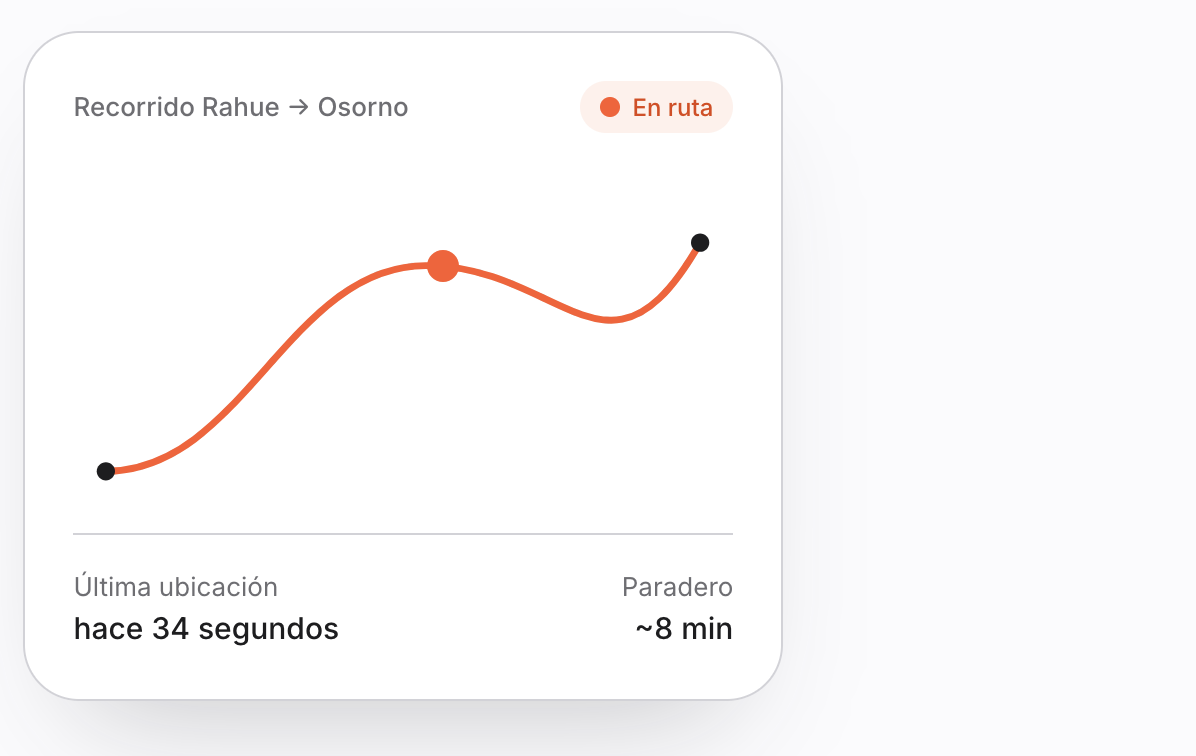 Recorrido Rahue → Osorno
En ruta
Última ubicación
hace 34 segundos
Paradero
~8 min